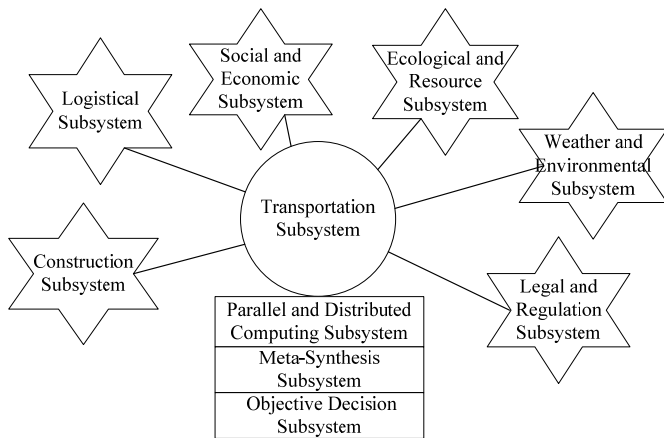 Social and
Economic
Subsystem
Ecological and
Resource
Subsystem
Logistical
Subsystem
Weather and
Environmental
Subsystem
Transportation
Subsystem
Construction
Subsystem
Legal and
Regulation
Subsystem
Parallel and Distributed
Computing Subsystem
Meta-Synthesis
Subsystem
Objective Decision
Subsystem